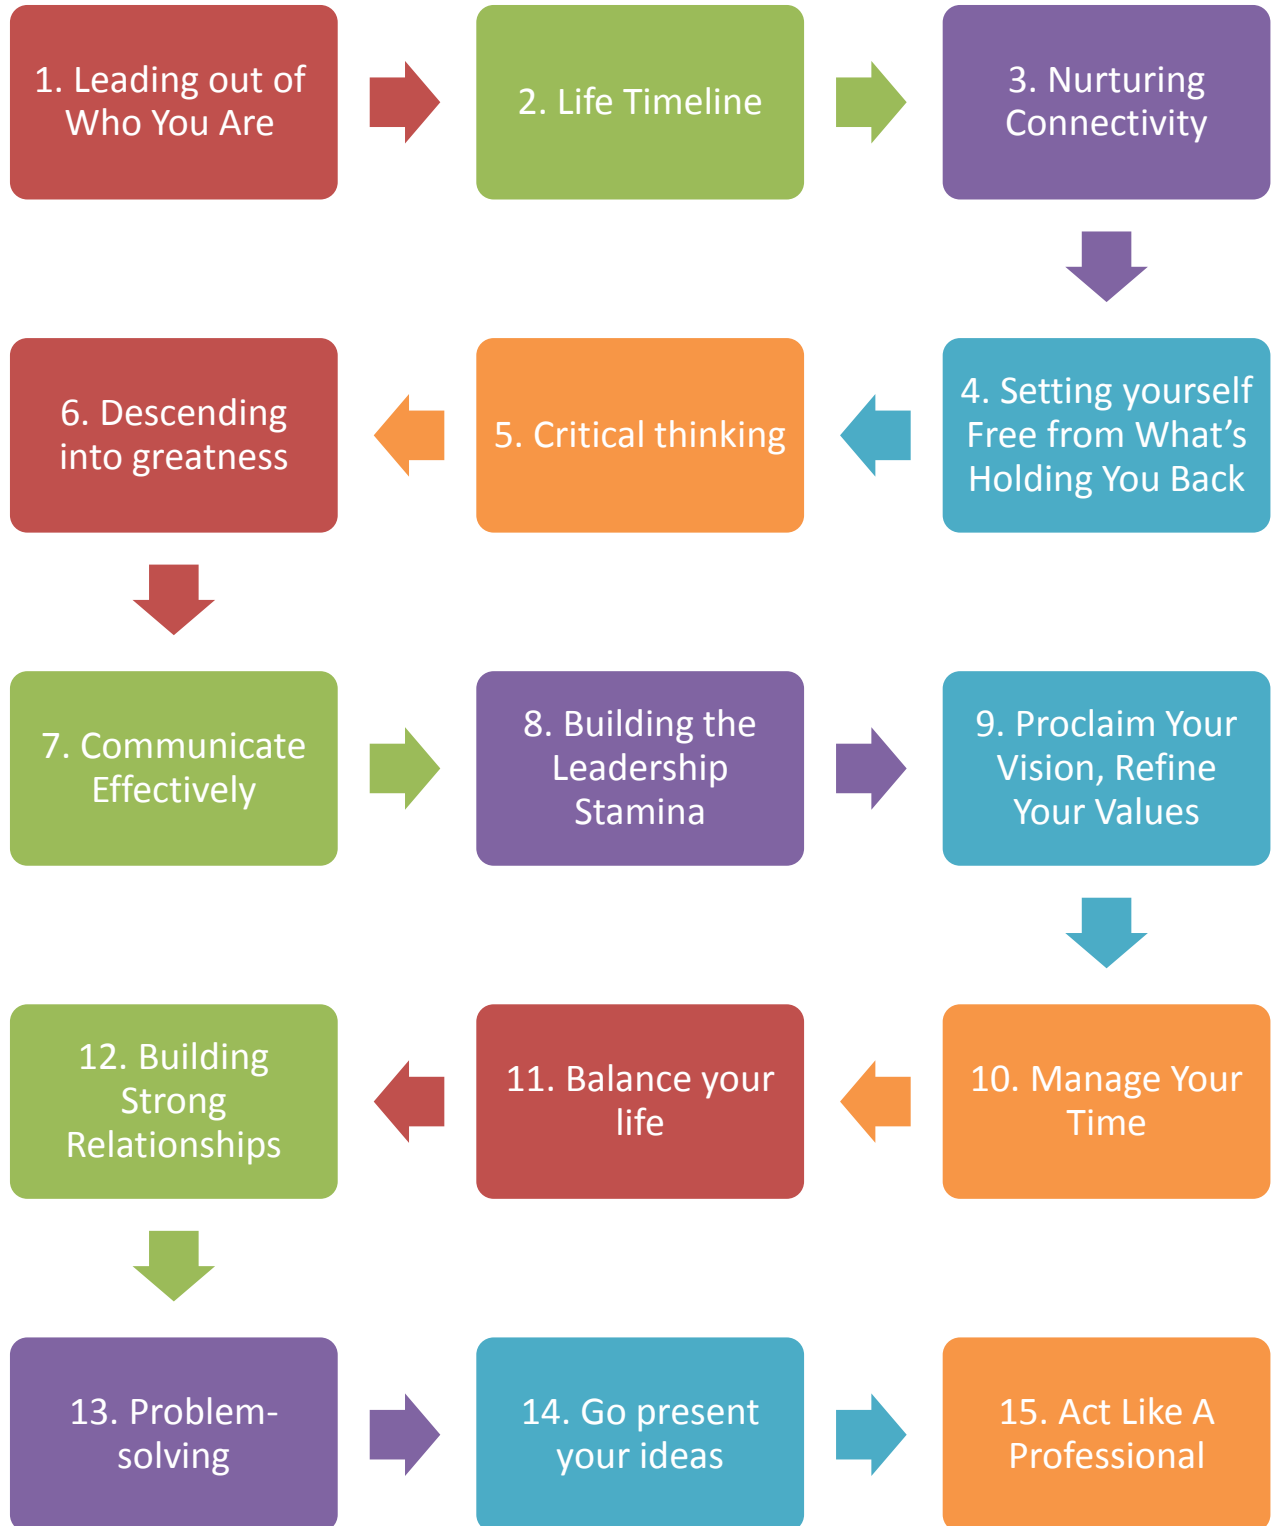 1. Leading out of
Who You Are
2. Life Timeline
3. Nurturing
Connectivity
4. Setting yourself
Free from What’s
Holding You Back
5. Critical thinking
6. Descending
into greatness
7. Communicate
Effectively
8. Building the
Leadership
Stamina
9. Proclaim Your
Vision, Refine
Your Values
10. Manage Your
Time
11. Balance your
life
12. Building
Strong
Relationships
13. Problem-
solving
14. Go present
your ideas
15. Act Like A
Professional